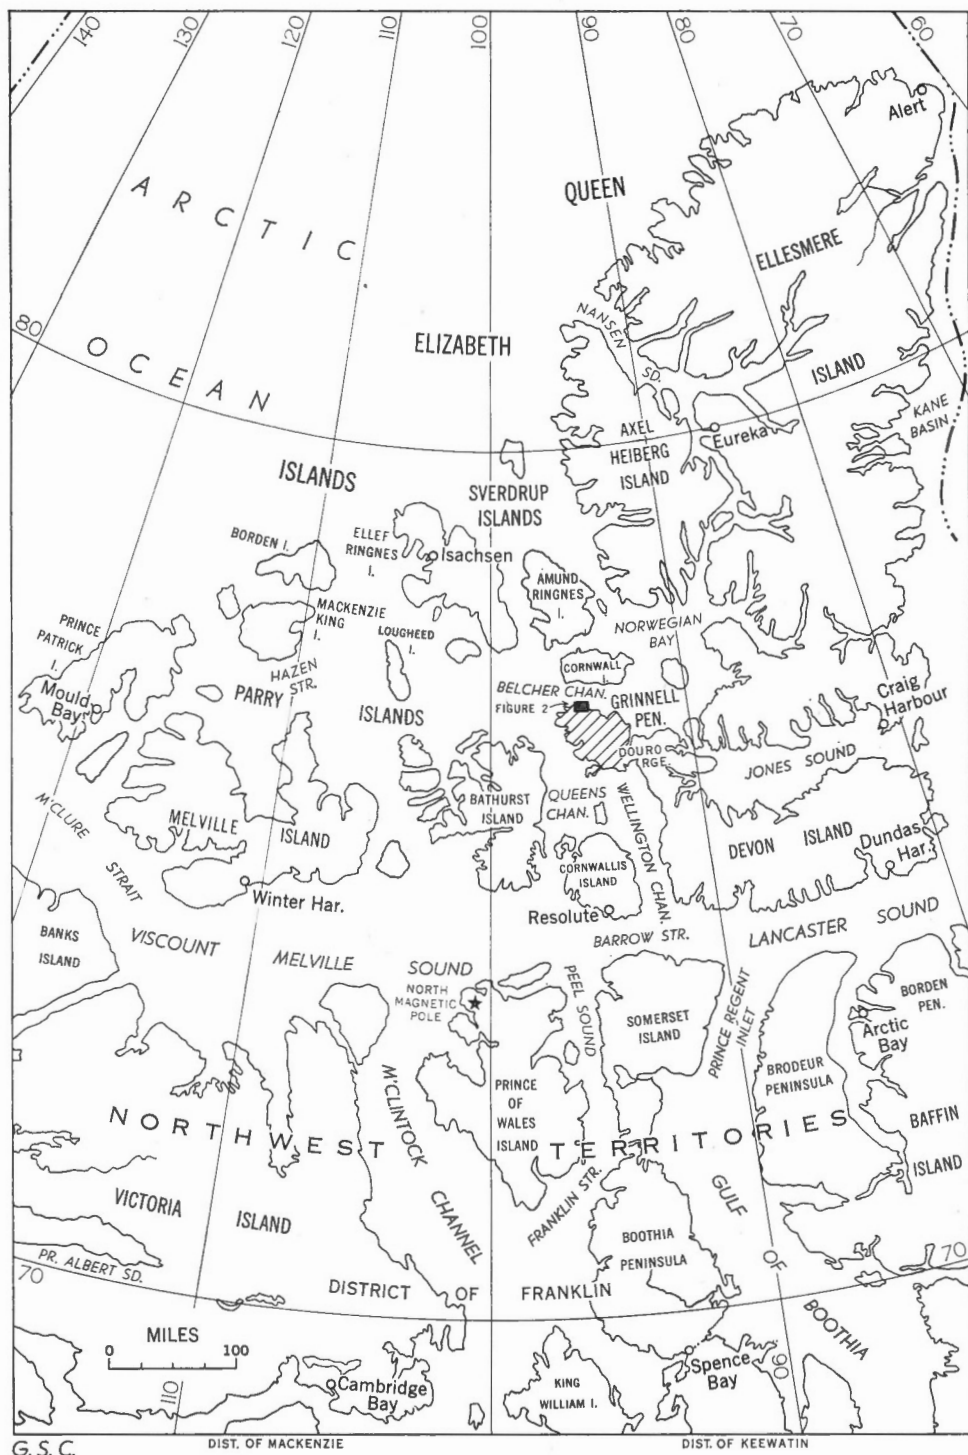 140
130
120
110
100
90
80
70
60
Alert
ARCTIC
OCEAN
QUEEN
ELIZABETH
ISLANDS
ELLESMERE
ISLAND
NANSEN
SD.
80
KANE
BASIN
AXEL
HEIBERG
ISLAND
Eureka
SVERDRUP
ISLANDS
BORDEN I.
ELLEF
RINGNES
I.
Isachsen
AMUND
RINGNES
I.
PRINCE
PATRICK
I.
MACKENZIE
KING
I.
LOUGHEED
I.
NORWEGIAN
BAY
HAZEN
STR.
CORNWALL
I.
Mould
Bay
PARRY
ISLANDS
BELCHER CHAN.
FIGURE 2
GRINNELL
PEN.
Craig
Harbour
DOURO
RGE.
JONES SOUND
M'CLURE
STRAIT
MELVILLE
ISLAND
BATHURST
ISLAND
QUEENS
CHAN.
WELLINGTON CHAN.
DEVON ISLAND
Dundas
Har.
CORNWALLIS
ISLAND
Winter Har.
Resolute
BARROW STR.
LANCASTER SOUND
BANKS
ISLAND
VISCOUNT
MELVILLE
SOUND
NORTH
MAGNETIC
POLE
PEEL SOUND
SOMERSET
ISLAND
PRINCE REGENT
INLET
BORDEN
PEN.
Arctic
Bay
BRODEUR
PENINSULA
M'CLINTOCK
CHANNEL
PRINCE
OF
WALES
ISLAND
NORTHWEST
TERRITORIES
BAFFIN
ISLAND
VICTORIA
ISLAND
FRANKLIN STR.
GULF
OF
BOOTHIA
BOOTHIA
PENINSULA
PR. ALBERT SD.
70
70
DISTRICT OF FRANKLIN
MILES
0 100
Cambridge
Bay
KING
WILLIAM I.
Spence
Bay
110
90
G.S.C.
DIST. OF MACKENZIE
DIST. OF KEEWATIN